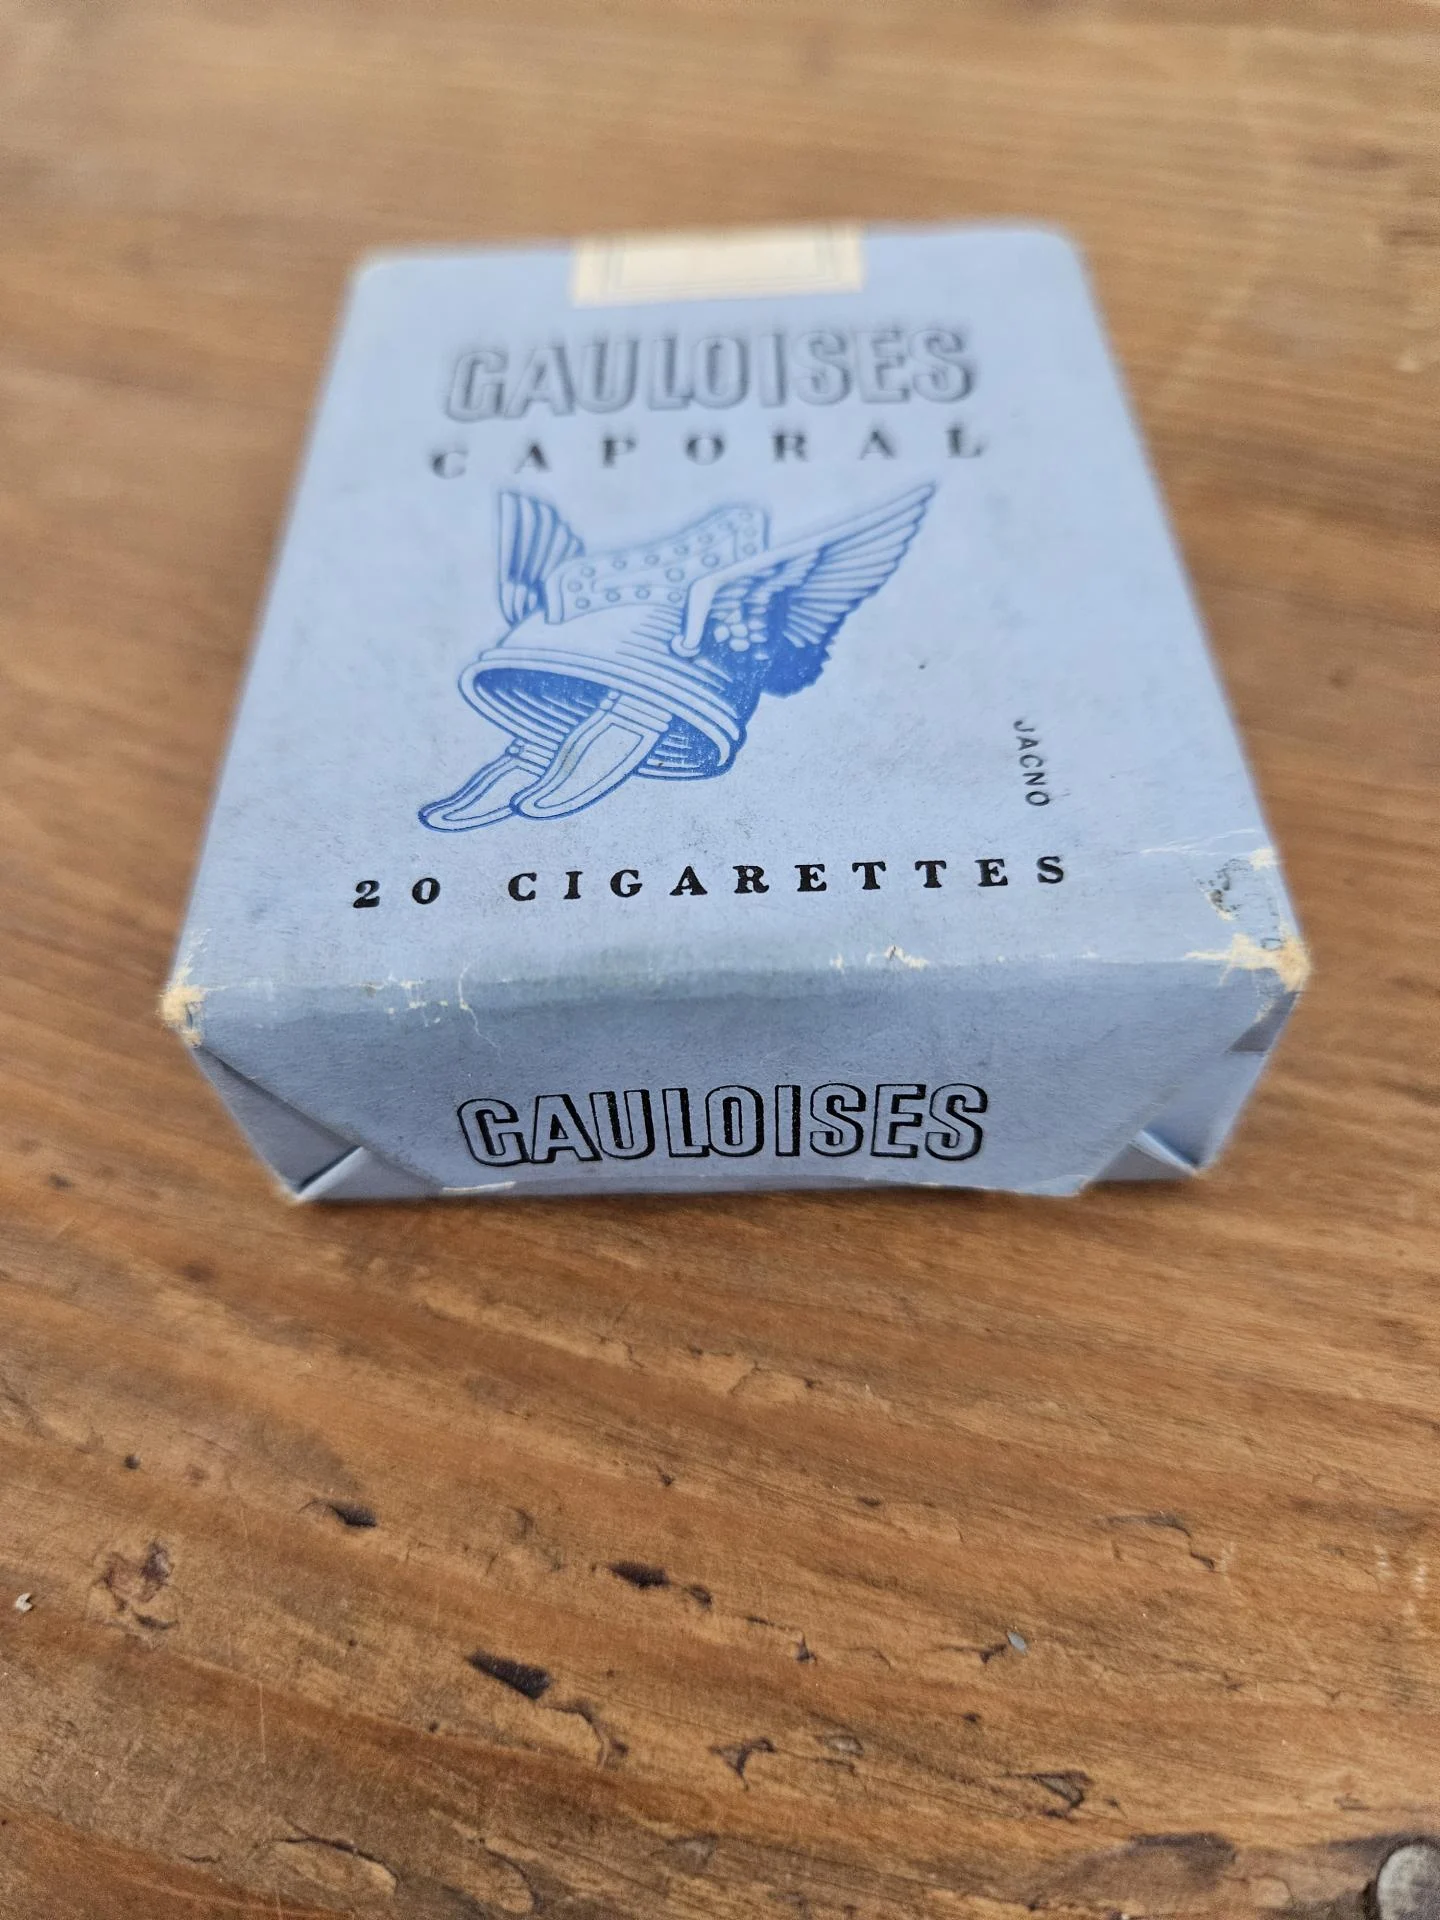 GAULOISES
CAPORAL
JACNO
20 CIGARETTES
GAULOISES